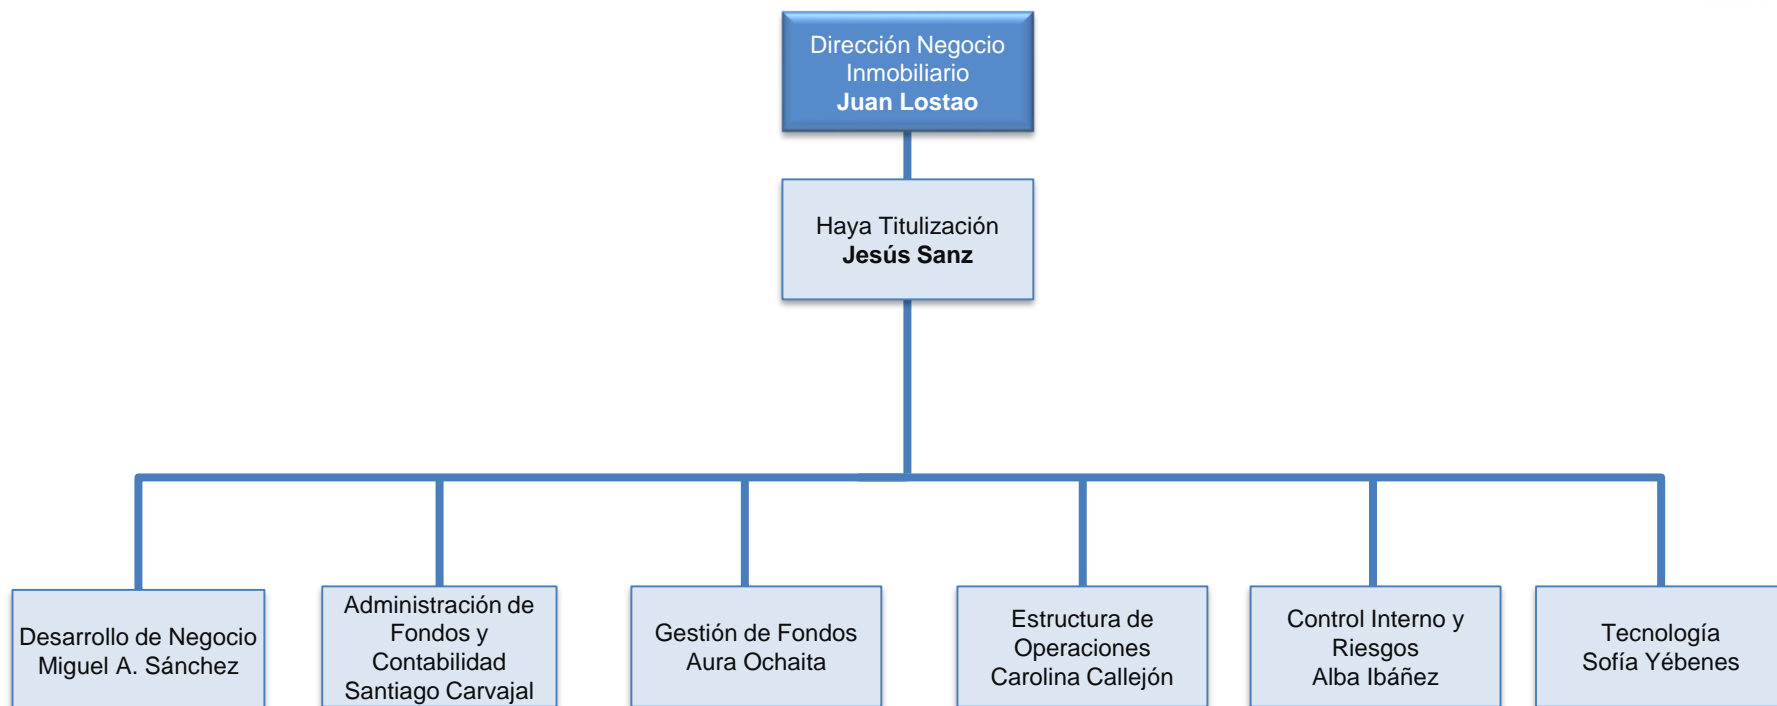 Dirección Negocio
Inmobiliario
Juan Lostao
Haya Titulización
Jesús Sanz
Desarrollo de Negocio
Miguel A. Sánchez
Administración de
Fondos y
Contabilidad
Santiago Carvajal
Gestión de Fondos
Aura Ochaita
Estructura de
Operaciones
Carolina Callejón
Control Interno y
Riesgos
Alba Ibáñez
Tecnología
Sofía Yébenes